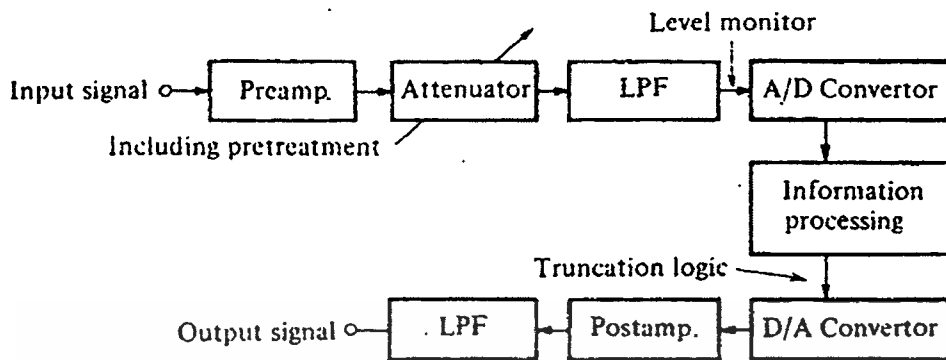 Level monitor
Input signal
Preamp.
Attenuator
LPF
A/D Convertor
Including pretreatment
Information
processing
Truncation logic
Output signal
LPF
Postamp.
D/A Convertor